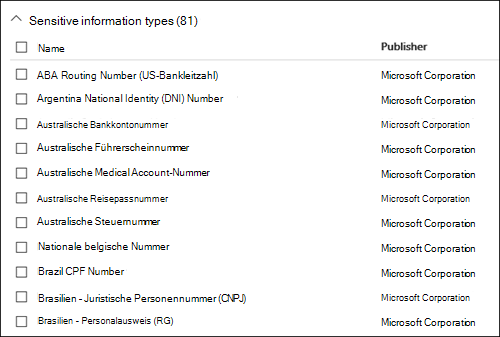 Sensitive information types (81)
Name Publisher
ABA Routing Number (US-Bankleitzahl) Microsoft Corporation
Argentina National Identity (DNI) Number Microsoft Corporation
Australische Bankkontonummer Microsoft Corporation
Australische Führerscheinnummer Microsoft Corporation
Australische Medical Account-Nummer Microsoft Corporation
Australische Reisepassnummer Microsoft Corporation
Australische Steuernummer Microsoft Corporation
Nationale belgische Nummer Microsoft Corporation
Brazil CPF Number Microsoft Corporation
Brasilien - Juristische Personennummer (CNPJ) Microsoft Corporation
Brasilien - Personalausweis (RG) Microsoft Corporation